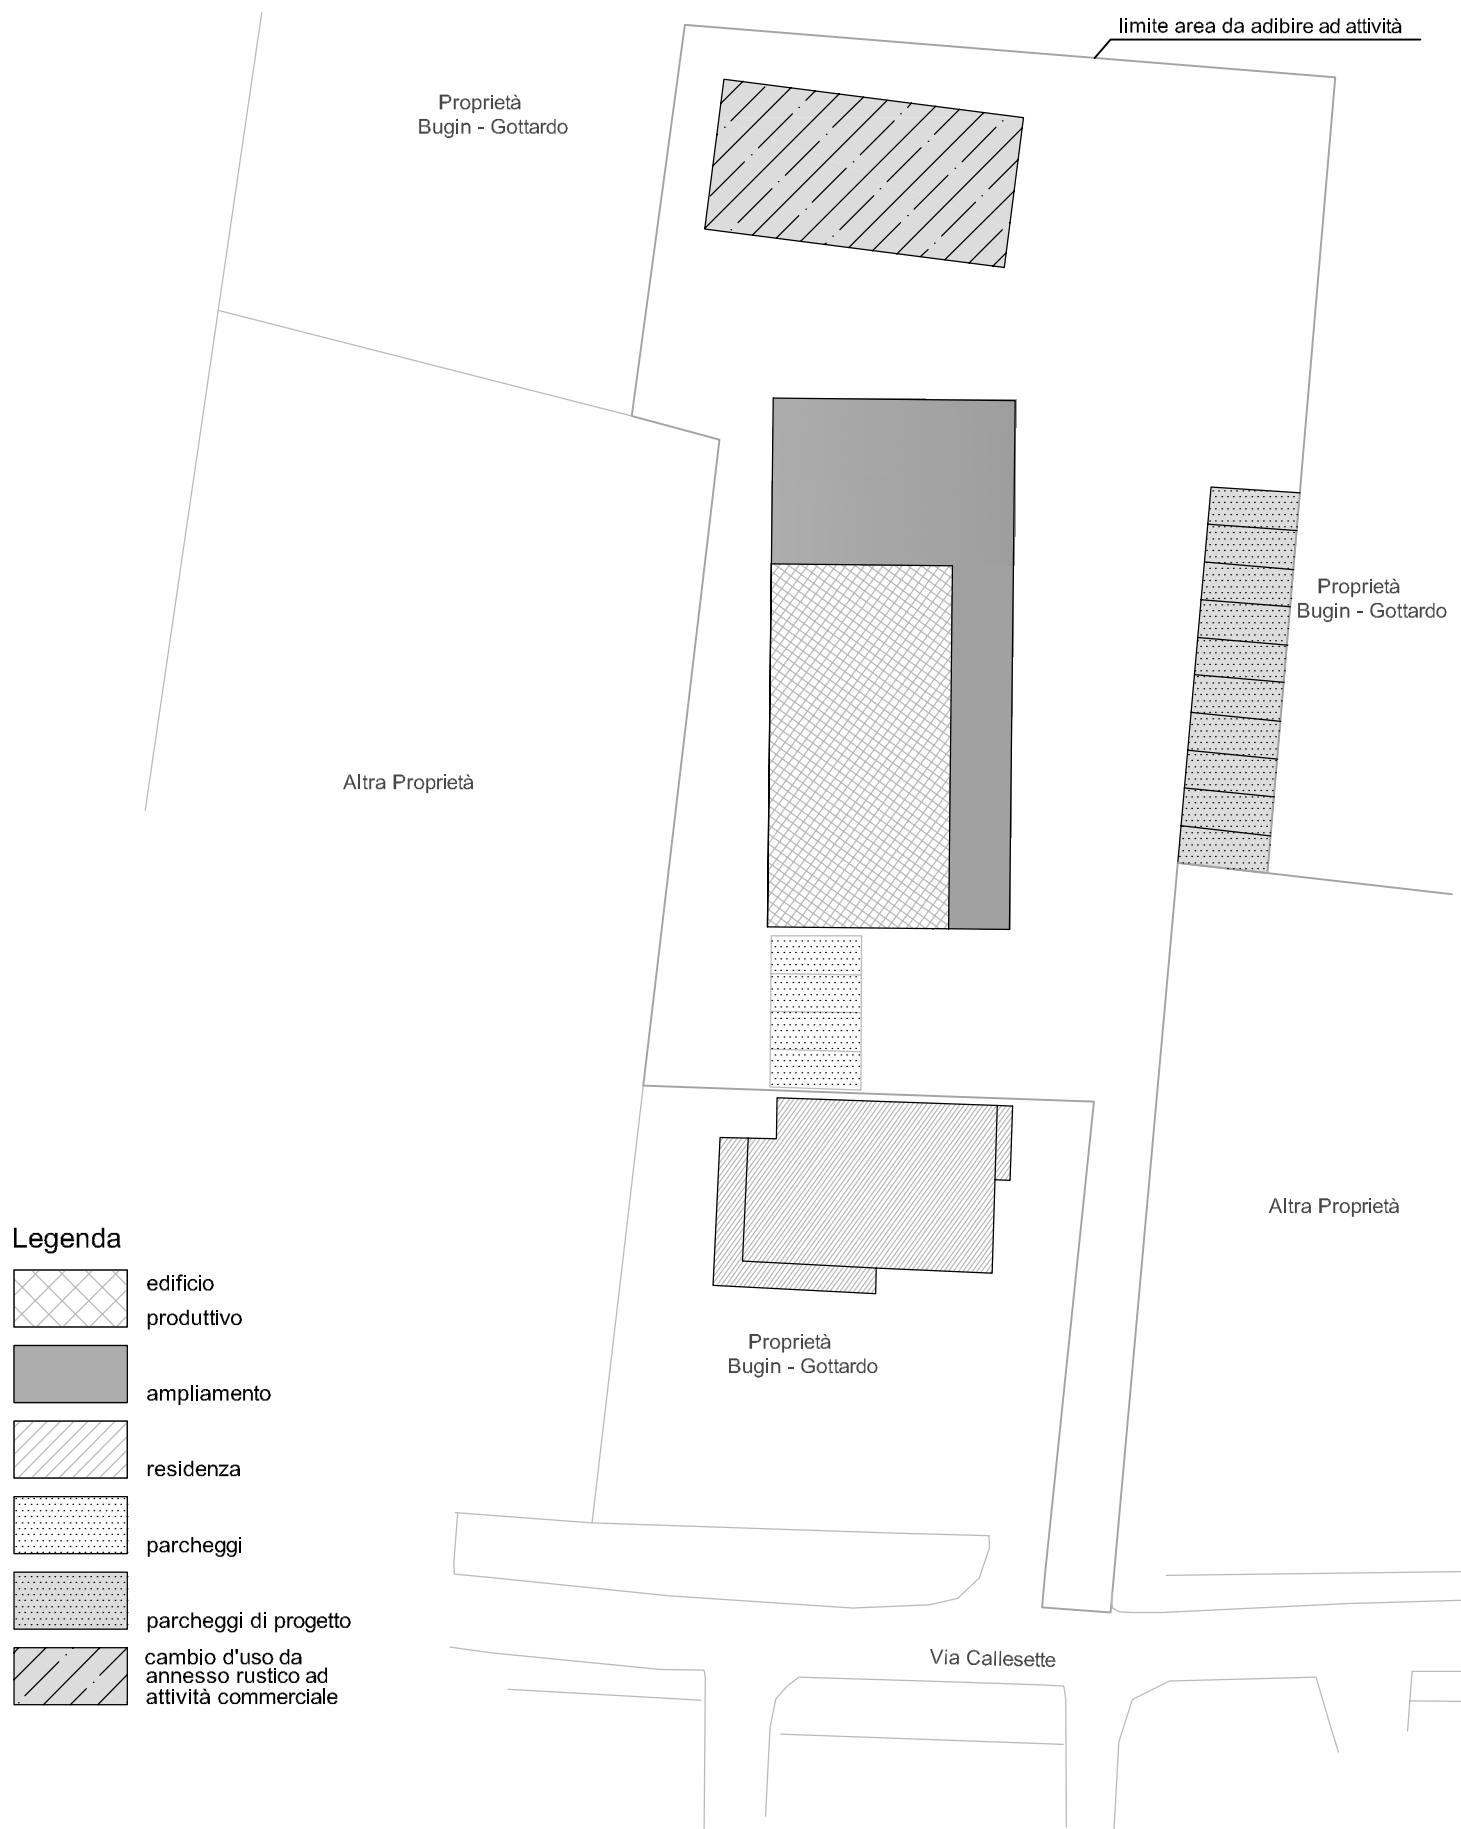 limite area da adibire ad attività
Proprietà
Bugin - Gottardo
Proprietà
Bugin - Gottardo
Altra Proprietà
Altra Proprietà
Proprietà
Bugin - Gottardo
Via Callesette
Legenda
edificio
produttivo
ampliamento
residenza
parcheggi
parcheggi di progetto
cambio d'uso da
annesso rustico ad
attività commerciale